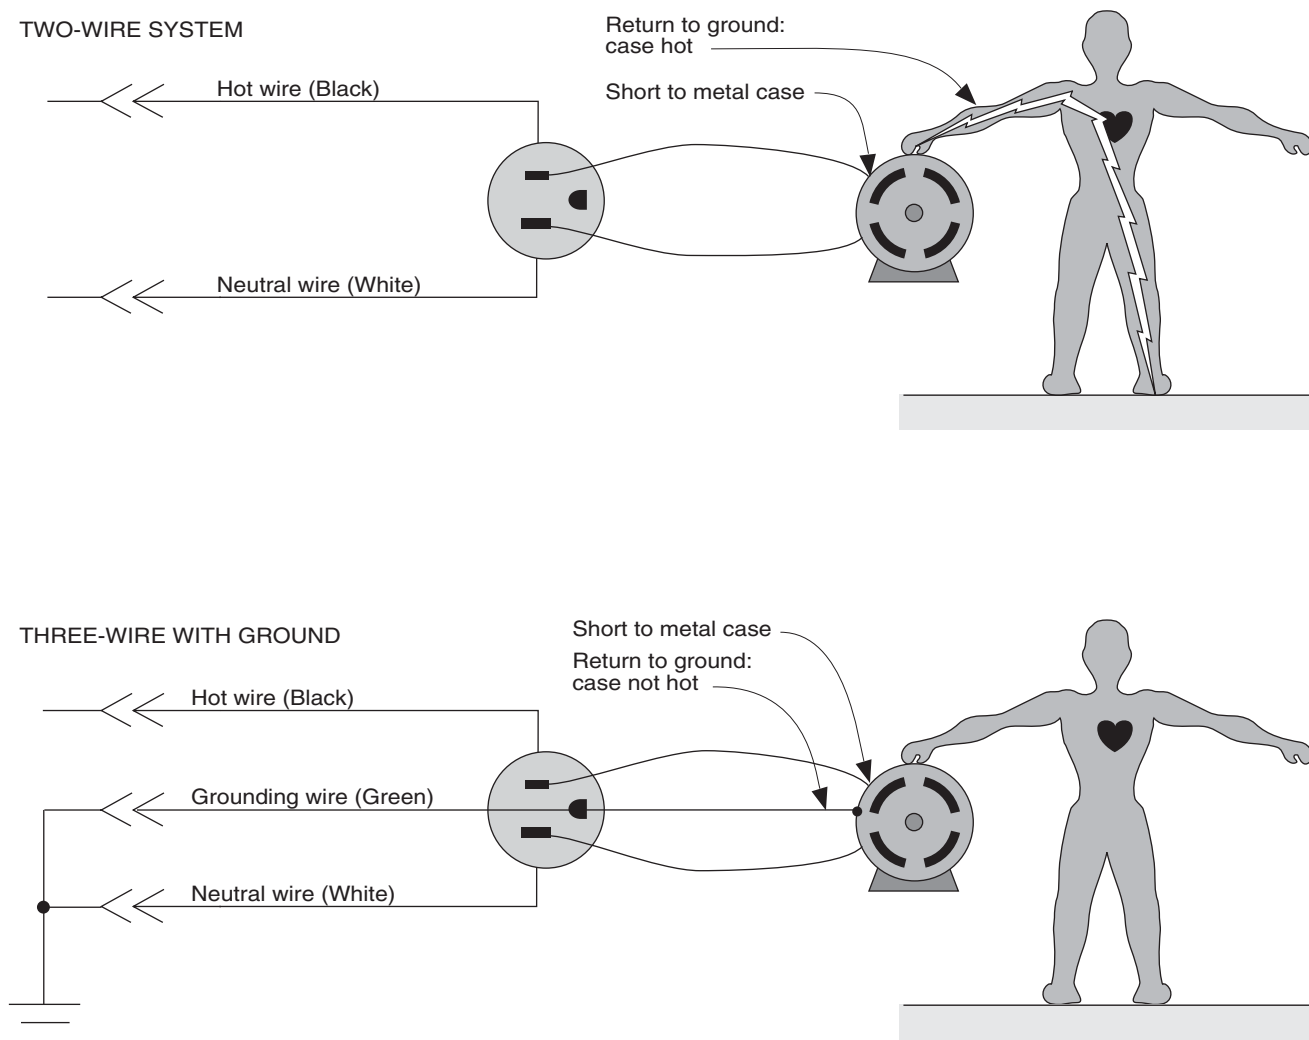 TWO-WIRE SYSTEM
Return to ground:
case hot
Hot wire (Black)
Short to metal case
Neutral wire (White)
THREE-WIRE WITH GROUND
Short to metal case
Return to ground:
case not hot
Hot wire (Black)
Grounding wire (Green)
Neutral wire (White)